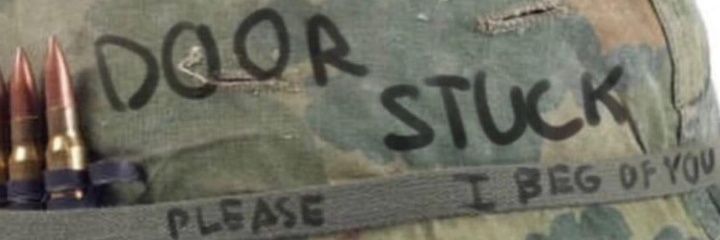 DOOR
STUCK
PLEASE I BEG OF YOU